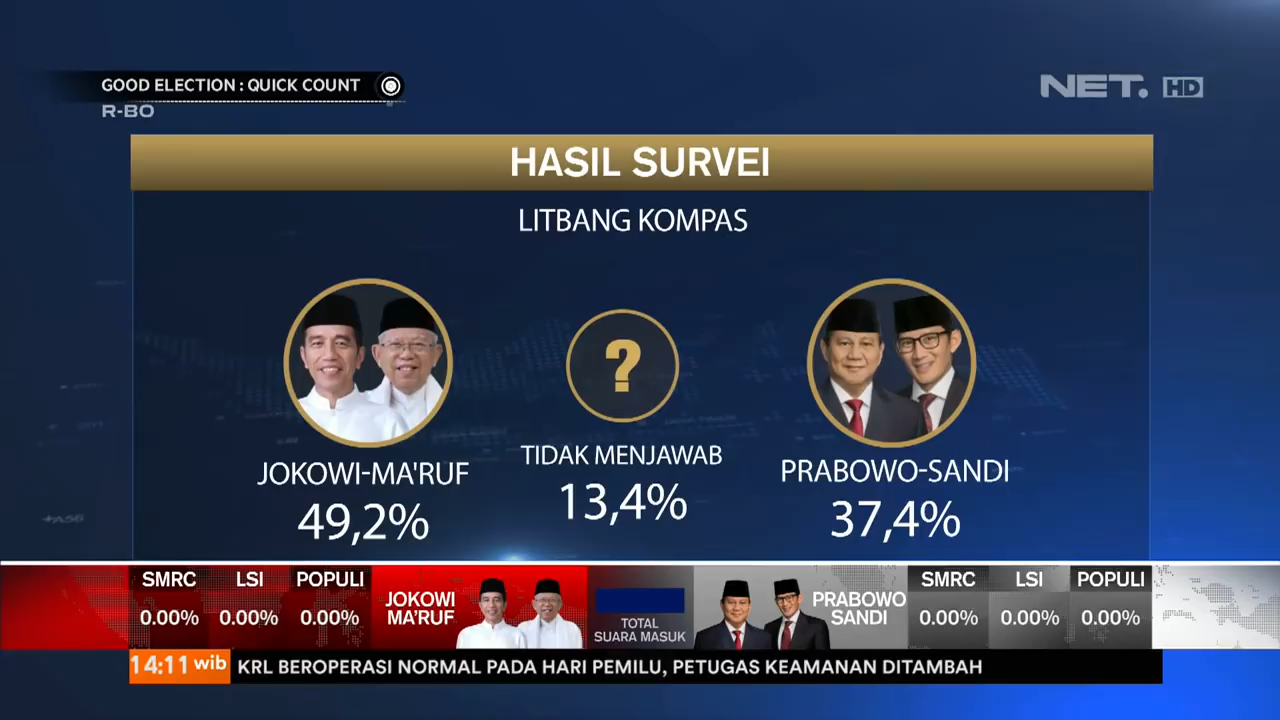 GOOD ELECTION : QUICK COUNT
R-BO
NET. HD
HASIL SURVEI
LITBANG KOMPAS
?
JOKOWI-MA'RUF
49,2%
TIDAK MENJAWAB
13,4%
PRABOWO-SANDI
37,4%
SMRC LSI POPULI
0.00% 0.00% 0.00%
JOKOWI
MA'RUF
TOTAL
SUARA MASUK
PRABOWO
SANDI
SMRC LSI POPULI
0.00% 0.00% 0.00%
14:11 wib KRL BEROPERASI NORMAL PADA HARI PEMILU, PETUGAS KEAMANAN DITAMBAH